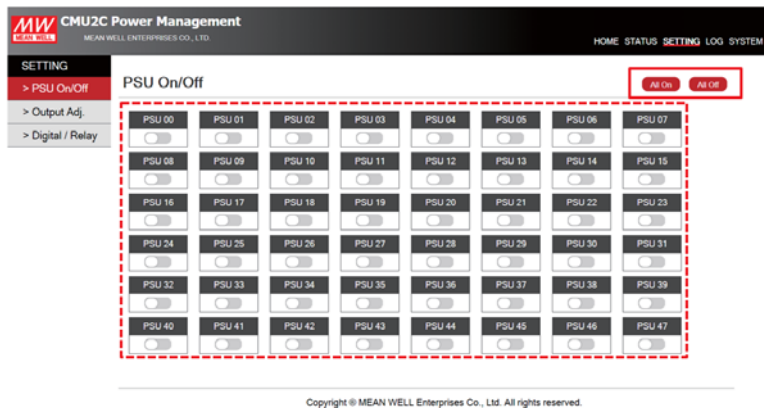 MW
MEAN WELL
CMU2C Power Management
MEAN WELL ENTERPRISES CO., LTD.
HOME STATUS SETTING LOG SYSTEM
SETTING
> PSU On/Off
> Output Adj.
> Digital / Relay
PSU On/Off
All On All Off
PSU 00 PSU 01 PSU 02 PSU 03 PSU 04 PSU 05 PSU 06 PSU 07
PSU 08 PSU 09 PSU 10 PSU 11 PSU 12 PSU 13 PSU 14 PSU 15
PSU 16 PSU 17 PSU 18 PSU 19 PSU 20 PSU 21 PSU 22 PSU 23
PSU 24 PSU 25 PSU 26 PSU 27 PSU 28 PSU 29 PSU 30 PSU 31
PSU 32 PSU 33 PSU 34 PSU 35 PSU 36 PSU 37 PSU 38 PSU 39
PSU 40 PSU 41 PSU 42 PSU 43 PSU 44 PSU 45 PSU 46 PSU 47
Copyright © MEAN WELL Enterprises Co., Ltd. All rights reserved.